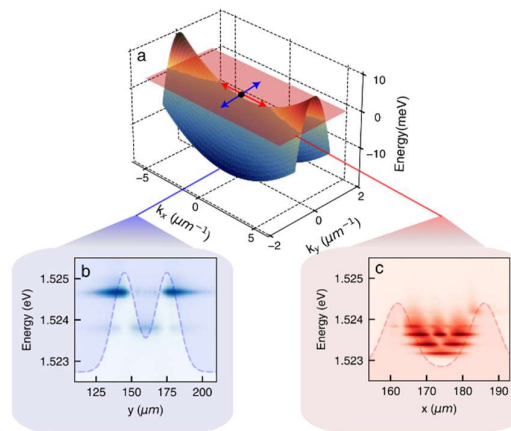 a
10
0
-10
Energy(meV)
-5
0
5
kx (μm⁻¹)
2
0
-2
ky (μm⁻¹)
b
1.525
1.524
1.523
Energy (eV)
125
150
175
200
y (μm)
c
1.525
1.524
1.523
Energy (eV)
160
170
180
190
x (μm)